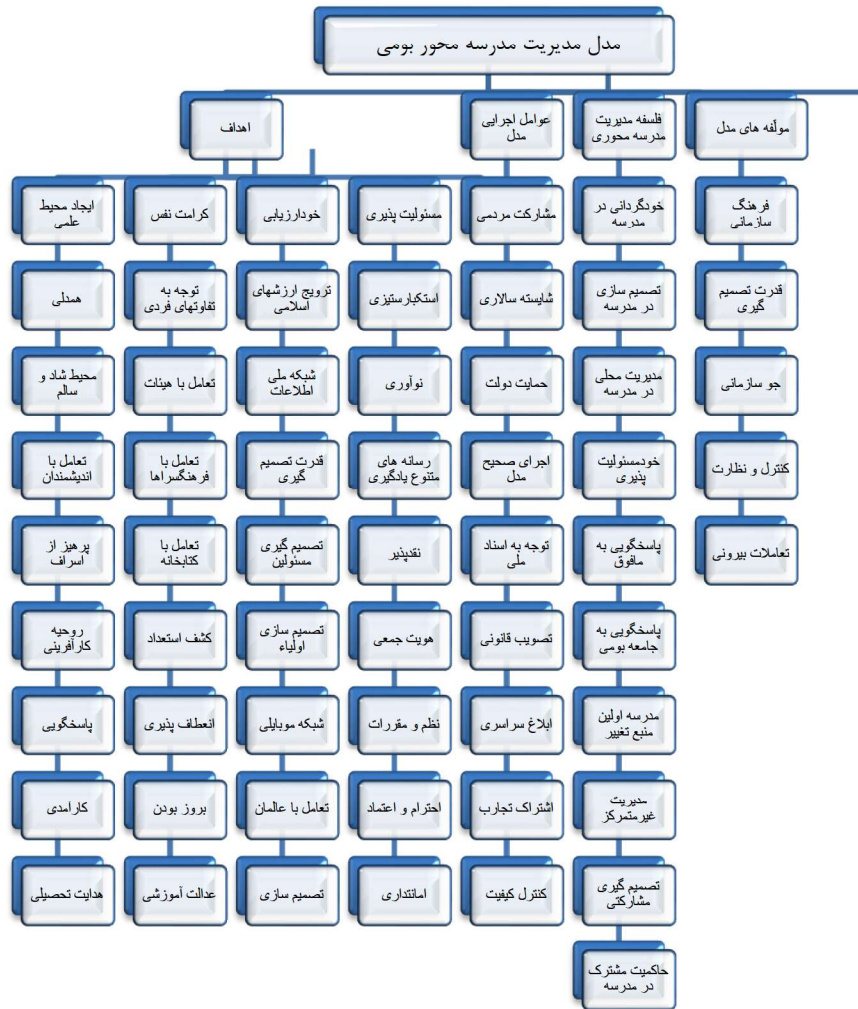 مدل مدیریت مدرسه محور بومی
مولّفه های مدل
فرهنگ
سازمانی
قدرت تصمیم
گیری
جو سازمانی
کنترل و نظارت
تعاملات بیرونی
فلسفه مدیریت
مدرسه محوری
خودگردانی در
مدرسه
تصمیم سازی
در مدرسه
مدیریت محلی
در مدرسه
خودمسئولیت
پذیری
پاسخگویی به
مافوق
پاسخگویی به
جامعه بومی
مدرسه اولین
منبع تغییر
مدیریت
غیرمتمرکز
تصمیم گیری
مشارکتی
حاکمیت مشترک
در مدرسه
عوامل اجرایی
مدل
مشارکت مردمی
شایسته سالاری
حمایت دولت
اجرای صحیح
مدل
توجه به اسناد
ملی
تصویب قانونی
ابلاغ سراسری
اشتراک تجارب
کنترل کیفیت
اهداف
مسئولیت پذیری
استکبارستیزی
نوآوری
رسانه های
متنوع یادگیری
نقدپذیر
هویت جمعی
نظم و مقررات
احترام و اعتماد
امانتداری
خودارزیابی
ترویج ارزشهای
اسلامی
شبکه ملی
اطلاعات
قدرت تصمیم
گیری
تصمیم گیری
مسئولین
تصمیم سازی
اولیاء
شبکه موبایلی
تعامل با عالمان
تصمیم سازی
کرامت نفس
توجه به
تفاوتهای فردی
تعامل با هیئات
تعامل با
فرهنگسراها
تعامل با
کتابخانه
کشف استعداد
انعطاف پذیری
بروز بودن
عدالت آموزشی
ایجاد محیط
علمی
همدلی
محیط شاد و
سالم
تعامل با
اندیشمندان
پرهیز از
اسراف
روحیه
کارآفرینی
پاسخگویی
کارامدی
هدایت تحصیلی